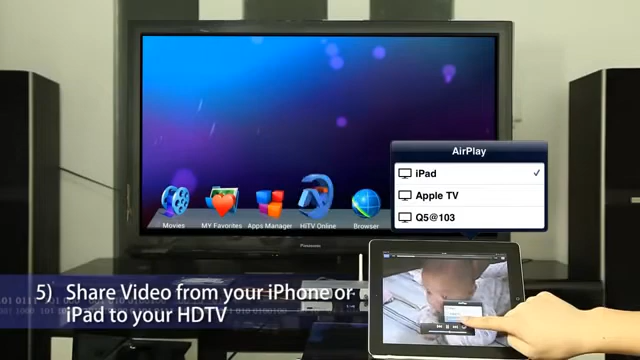 AirPlay
iPad
Apple TV
Q5@103
Movies
MY Favorites
Apps Manager
HiTV Online
Browser
Panasonic
5) Share Video from your iPhone or
iPad to your HDTV